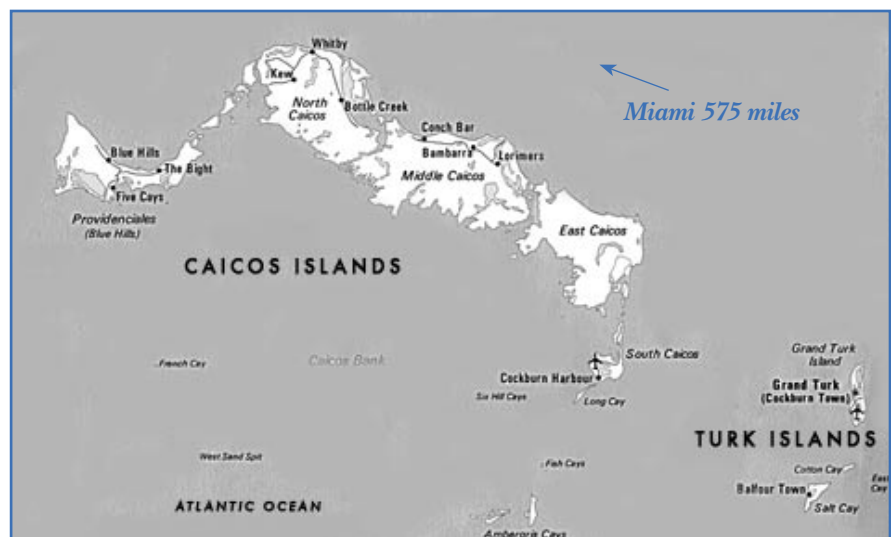 Whitby
Kew
North
Caicos
Bottle Creek
Miami 575 miles
Conch Bar
Bambarra
Lorimers
Middle Caicos
Blue Hills
The Bight
Five Cays
Providenciales
(Blue Hills)
East Caicos
CAICOS ISLANDS
French Cay
Caicos Bank
South Caicos
Cockburn Harbour
Six Hill Cays
Long Cay
Grand Turk
Island
Grand Turk
(Cockburn Town)
TURK ISLANDS
West Sand Spit
Fish Cays
Cotton Cay
East
Cay
Balfour Town
Salt Cay
ATLANTIC OCEAN
Ambergris Cays